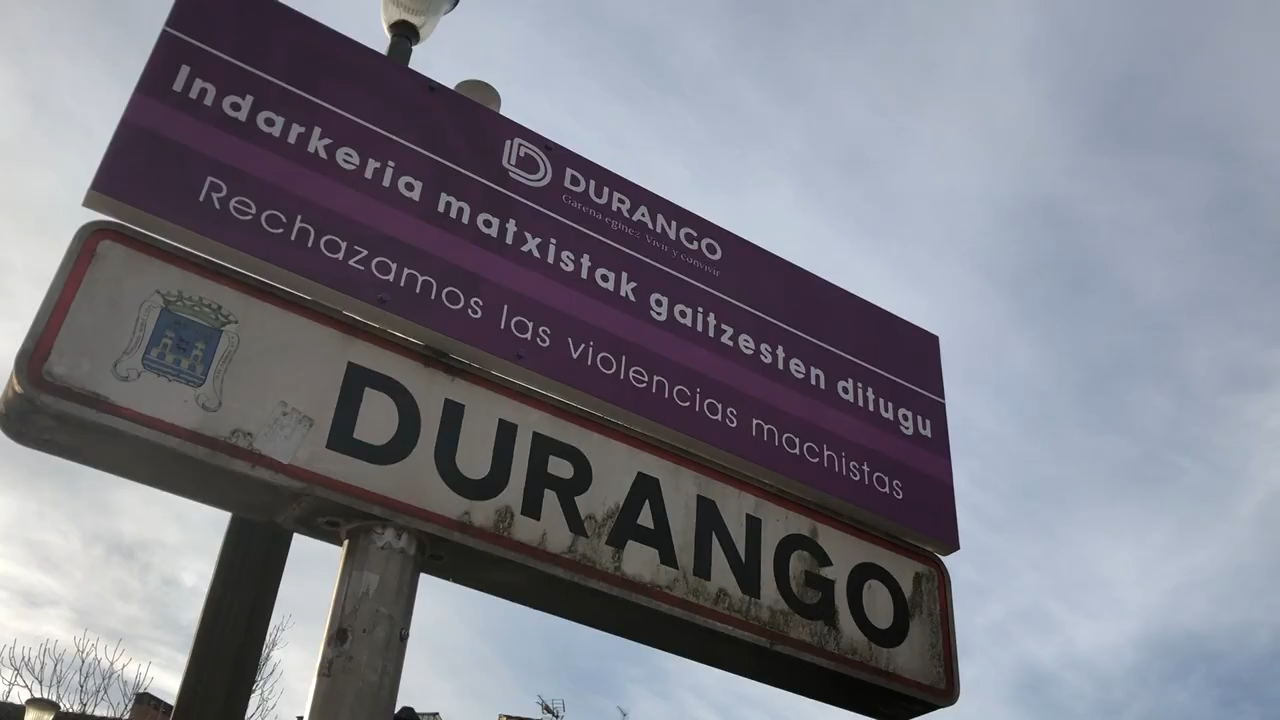 DURANGO
Garena eginez Vivir y convivir
Indarkeria matxistak gaitzesten ditugu
Rechazamos las violencias machistas
DURANGO